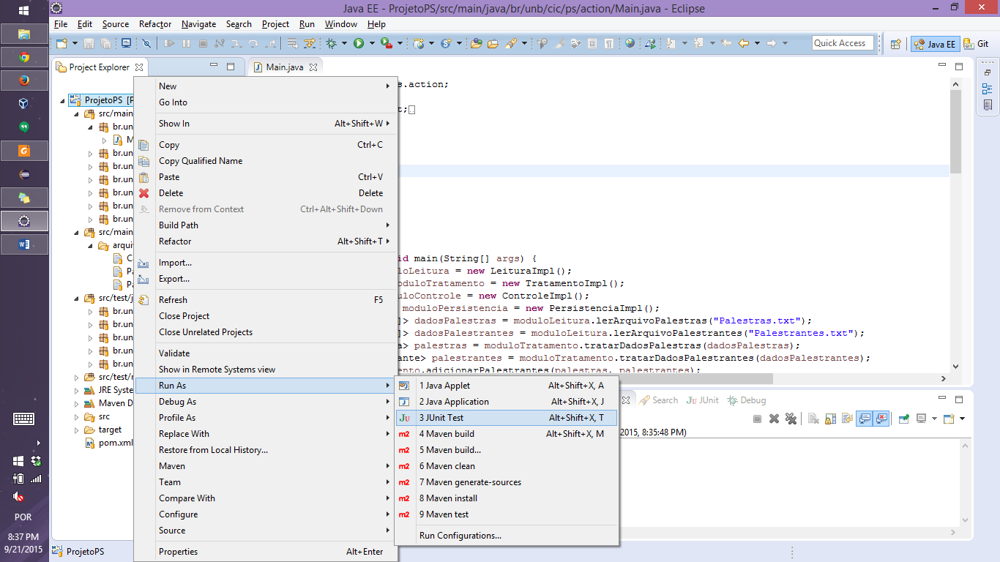 Java EE - ProjetoPS/src/main/java/br/unb/cic/ps/action/Main.java - Eclipse
File Edit Source Refactor Navigate Search Project Run Window Help
Quick Access
Java EE
Git
Project Explorer
Main.java
ProjetoPS [P
src/main
br.un
M
br.un
br.un
br.un
br.un
br.un
br.un
src/main
arqui
C
Pa
Pa
src/test/j
br.un
br.un
br.un
br.un
br.un
src/test/r
JRE Syste
Maven D
src
target
pom.xml
New
Go Into
Show In Alt+Shift+W
Copy Ctrl+C
Copy Qualified Name
Paste Ctrl+V
Delete Delete
Remove from Context Ctrl+Alt+Shift+Down
Build Path
Refactor Alt+Shift+T
Import...
Export...
Refresh F5
Close Project
Close Unrelated Projects
Validate
Show in Remote Systems view
Run As
Debug As
Profile As
Replace With
Restore from Local History...
Maven
Team
Compare With
Configure
Source
Properties Alt+Enter
1 Java Applet Alt+Shift+X, A
2 Java Application Alt+Shift+X, J
3 JUnit Test Alt+Shift+X, T
m2 4 Maven build Alt+Shift+X, M
m2 5 Maven build...
m2 6 Maven clean
m2 7 Maven generate-sources
m2 8 Maven install
m2 9 Maven test
Run Configurations...
s.action;
t;
id main(String[] args) {
loLeitura = new LeituraImpl();
oduloTratamento = new TratamentoImpl();
uloControle = new ControleImpl();
moduloPersistencia = new PersistenciaImpl();
]> dadosPalestras = moduloLeitura.lerArquivoPalestras("Palestras.txt");
]> dadosPalestrantes = moduloLeitura.lerArquivoPalestrantes("Palestrantes.txt");
a> palestras = moduloTratamento.tratarDadosPalestras(dadosPalestras);
ante> palestrantes = moduloTratamento.tratarDadosPalestrantes(dadosPalestrantes);
ento.adicionarPalestrantes(palestras, palestrantes);
Search JUnit Debug
2015, 8:35:48 PM)
POR
8:37 PM
9/21/2015
ProjetoPS